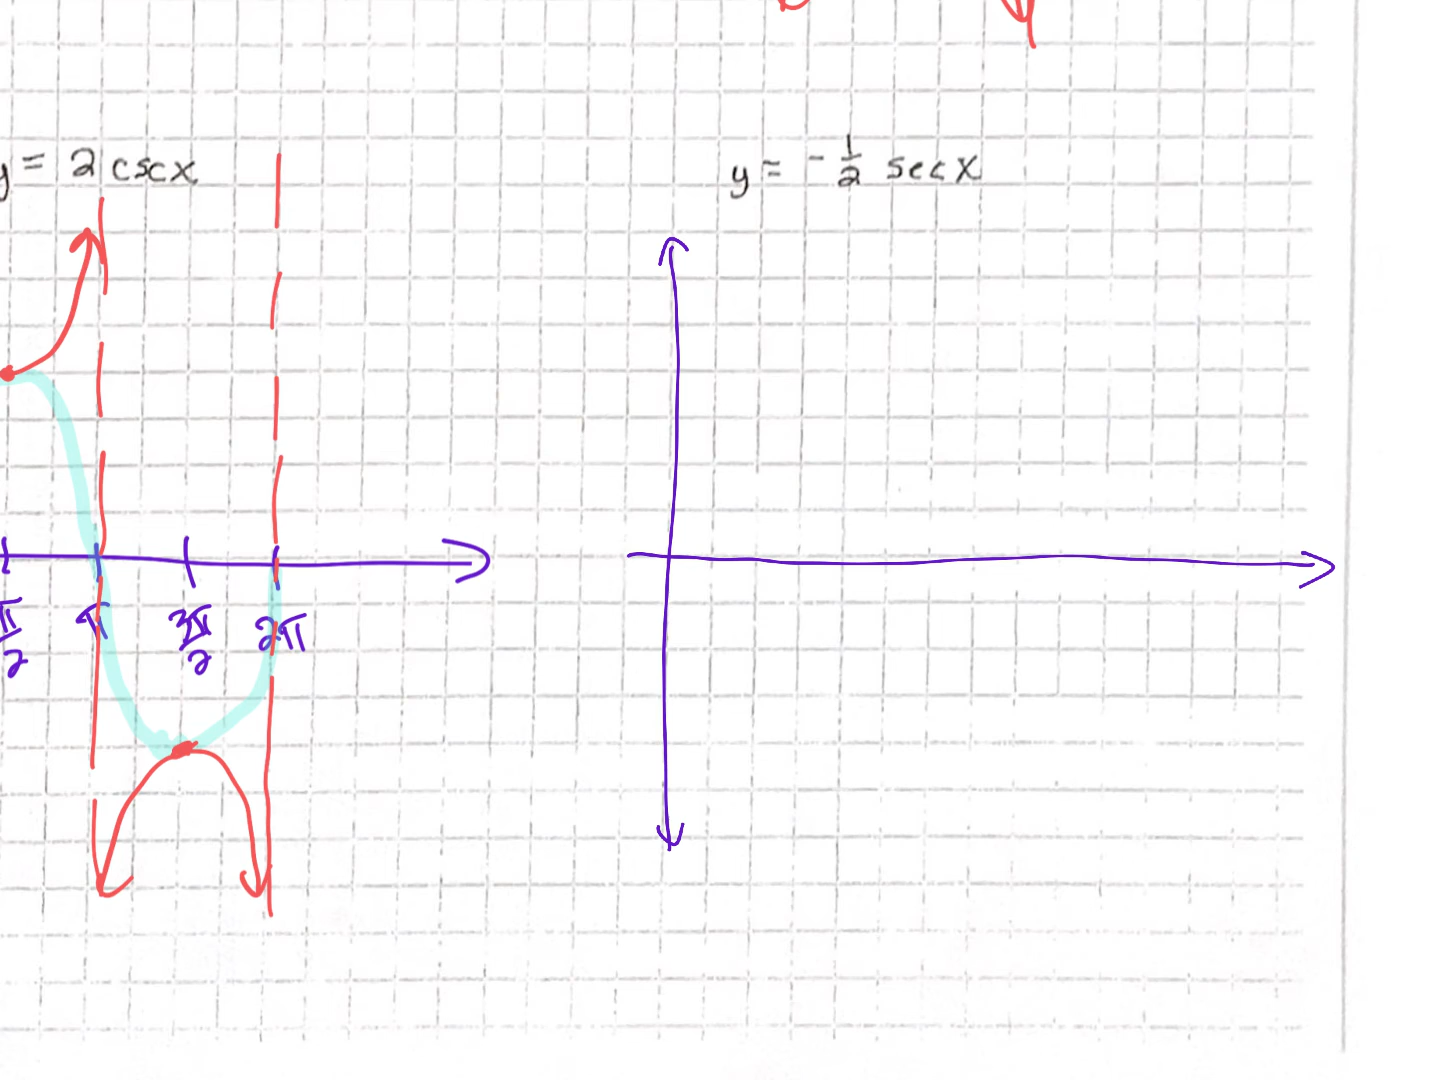 y = 2 csc x
y = - 1/2 sec x
π/2 π 3π/2 2π